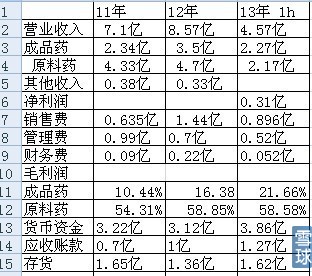 1 11年 12年 13年 1h
2 营业收入 7.1亿 8.57亿 4.57亿
3 成品药 2.34亿 3.5亿 2.27亿
4 原料药 4.33亿 4.7亿 2.17亿
5 其他收入 0.38亿 0.33亿
6 净利润 0.31亿
7 销售费 0.635亿 1.44亿 0.896亿
8 管理费 0.99亿 0.7亿 0.52亿
9 财务费 0.09亿 0.22亿 0.052亿
10 毛利润
11 成品药 10.44% 16.38 21.66%
12 原料药 54.31% 58.85% 58.58%
13 货币资金 3.22亿 3.12亿 3.86亿
14 应收账款 0.7亿 1亿 1.27亿
15 存货 1.65亿 1.36亿 1.62亿
雪球